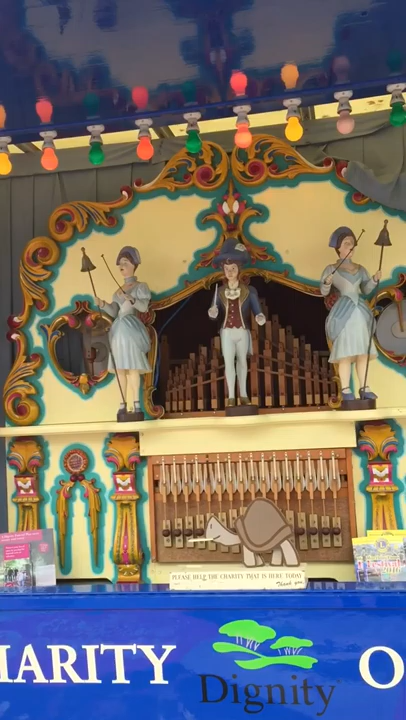 PLEASE HELP THE CHARITY THAT IS HERE TODAY
Thank you
HARITY
Dignity
O